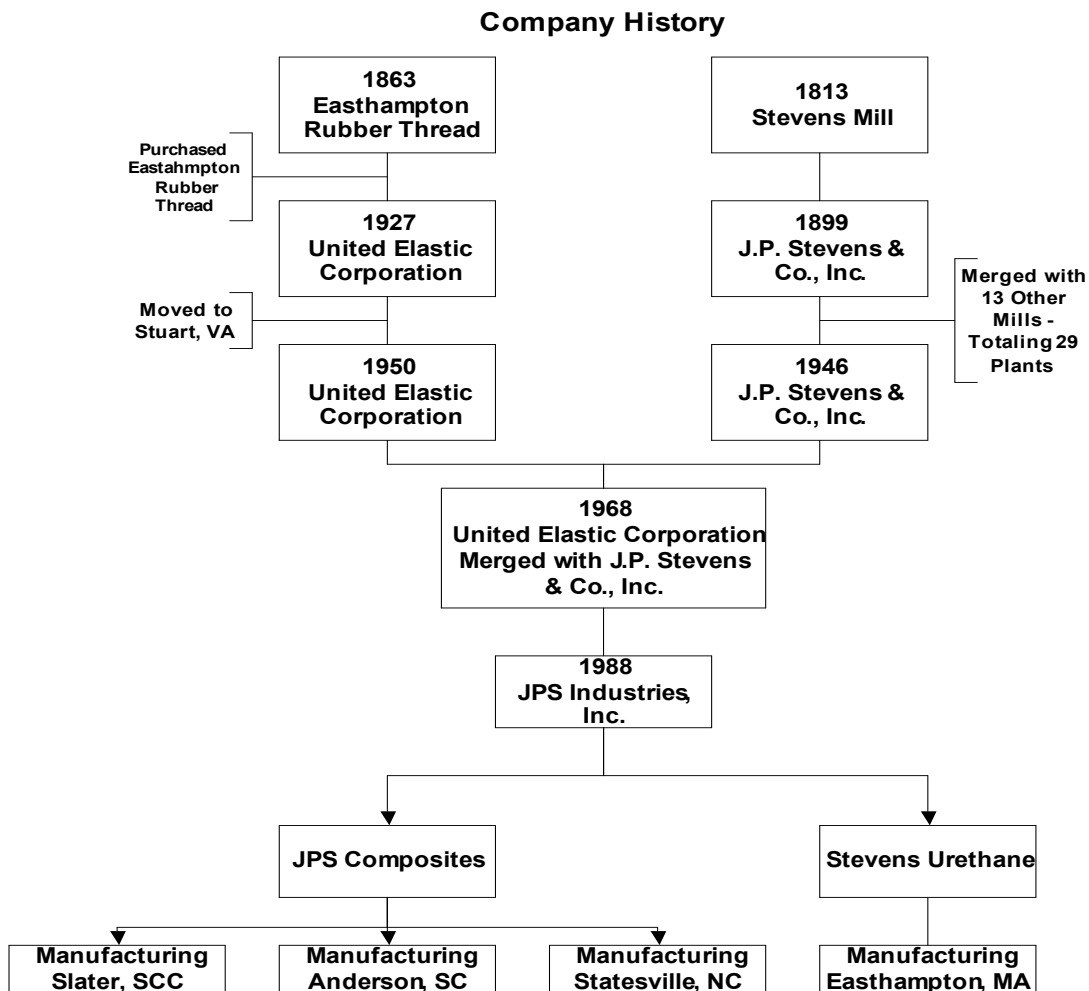 Company History
1863
Easthampton
Rubber Thread
1813
Stevens Mill
Purchased
Eastahmpton
Rubber
Thread
1927
United Elastic
Corporation
1899
J.P. Stevens &
Co., Inc.
Merged with
13 Other
Mills -
Totaling 29
Plants
Moved to
Stuart, VA
1950
United Elastic
Corporation
1946
J.P. Stevens &
Co., Inc.
1968
United Elastic Corporation
Merged with J.P. Stevens
& Co., Inc.
1988
JPS Industries,
Inc.
JPS Composites
Stevens Urethane
Manufacturing
Slater, SCC
Manufacturing
Anderson, SC
Manufacturing
Statesville, NC
Manufacturing
Easthampton, MA